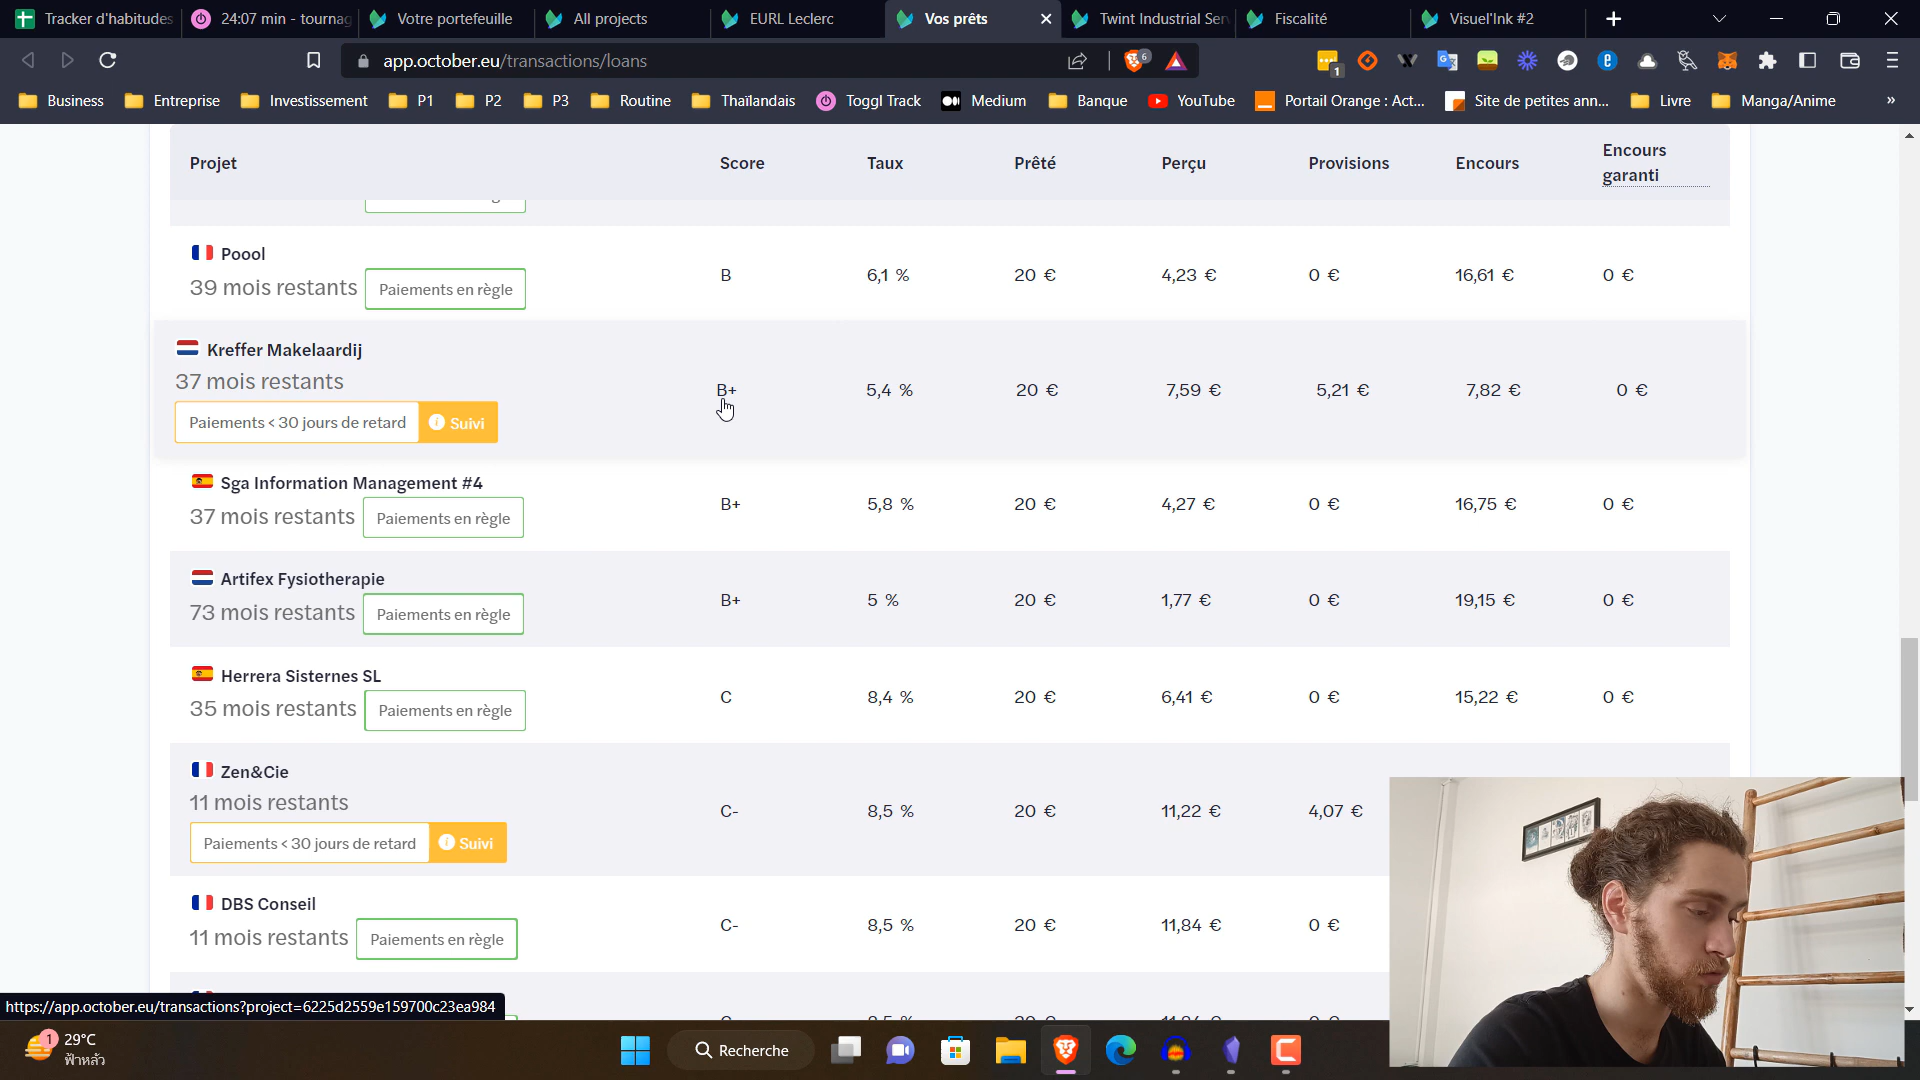 Tracker d'habitudes
24:07 min - tournag
Votre portefeuille
All projects
EURL Leclerc
Vos prêts
Twint Industrial Ser
Fiscalité
Visuel'Ink #2
app.october.eu/transactions/loans
6
1
Business
Entreprise
Investissement
P1
P2
P3
Routine
Thaïlandais
Toggl Track
Medium
Banque
YouTube
Portail Orange : Act...
Site de petites ann...
Livre
Manga/Anime
»
Projet Score Taux Prêté Perçu Provisions Encours Encours garanti
Poool
39 mois restants Paiements en règle
B 6,1 % 20 € 4,23 € 0 € 16,61 € 0 €
Kreffer Makelaardij
37 mois restants
Paiements < 30 jours de retard Suivi
B+ 5,4 % 20 € 7,59 € 5,21 € 7,82 € 0 €
Sga Information Management #4
37 mois restants Paiements en règle
B+ 5,8 % 20 € 4,27 € 0 € 16,75 € 0 €
Artifex Fysiotherapie
73 mois restants Paiements en règle
B+ 5 % 20 € 1,77 € 0 € 19,15 € 0 €
Herrera Sisternes SL
35 mois restants Paiements en règle
C 8,4 % 20 € 6,41 € 0 € 15,22 € 0 €
Zen&Cie
11 mois restants
Paiements < 30 jours de retard Suivi
C- 8,5 % 20 € 11,22 € 4,07 €
DBS Conseil
11 mois restants Paiements en règle
C- 8,5 % 20 € 11,84 € 0 €
https://app.october.eu/transactions?project=6225d2559e159700c23ea984
1
29°C
ฟ้าหลัว
Recherche